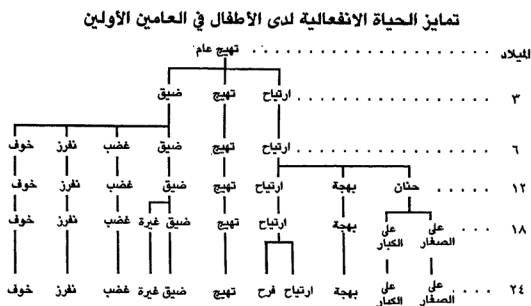 تمايز الحياة الانفعالية لدى الأطفال في العامين الأولين
الميلاد . . . . . . . . . . . . . تهيج عام
٣ . . . . . . . . . . ارتياح تهيج ضيق
٦ . . . . . . . . . . ارتياح تهيج ضيق غضب نفرز خوف
١٢ . . . . حنان بهجة ارتياح تهيج ضيق غضب نفرز خوف
١٨ . . . على الصغار على الكبار بهجة ارتياح تهيج ضيق غيرة غضب نفرز خوف
٢٤ . . . على الصغار على الكبار بهجة ارتياح فرح تهيج ضيق غيرة غضب نفرز خوف